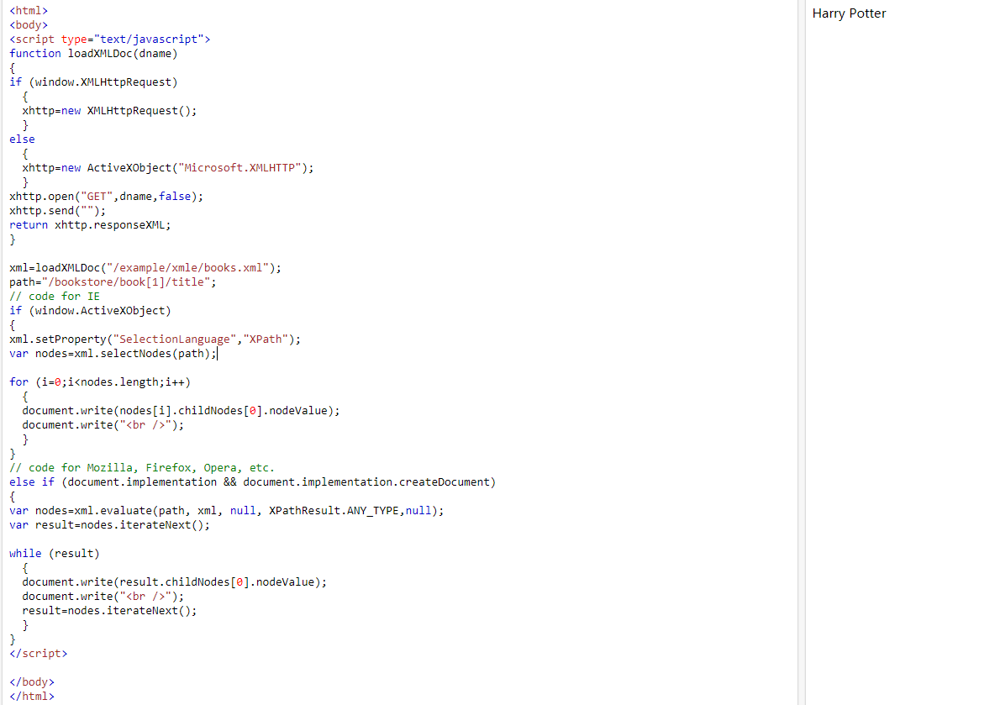 <html>
<body>
<script type="text/javascript">
function loadXMLDoc(dname)
{
if (window.XMLHttpRequest)
  {
  xhttp=new XMLHttpRequest();
  }
else
  {
  xhttp=new ActiveXObject("Microsoft.XMLHTTP");
  }
xhttp.open("GET",dname,false);
xhttp.send("");
return xhttp.responseXML;
}

xml=loadXMLDoc("/example/xmle/books.xml");
path="/bookstore/book[1]/title";
// code for IE
if (window.ActiveXObject)
{
xml.setProperty("SelectionLanguage","XPath");
var nodes=xml.selectNodes(path);

for (i=0;i<nodes.length;i++)
  {
  document.write(nodes[i].childNodes[0].nodeValue);
  document.write("<br />");
  }
}
// code for Mozilla, Firefox, Opera, etc.
else if (document.implementation && document.implementation.createDocument)
{
var nodes=xml.evaluate(path, xml, null, XPathResult.ANY_TYPE,null);
var result=nodes.iterateNext();

while (result)
  {
  document.write(result.childNodes[0].nodeValue);
  document.write("<br />");
  result=nodes.iterateNext();
  }
}
</script>

</body>
</html>
Harry Potter